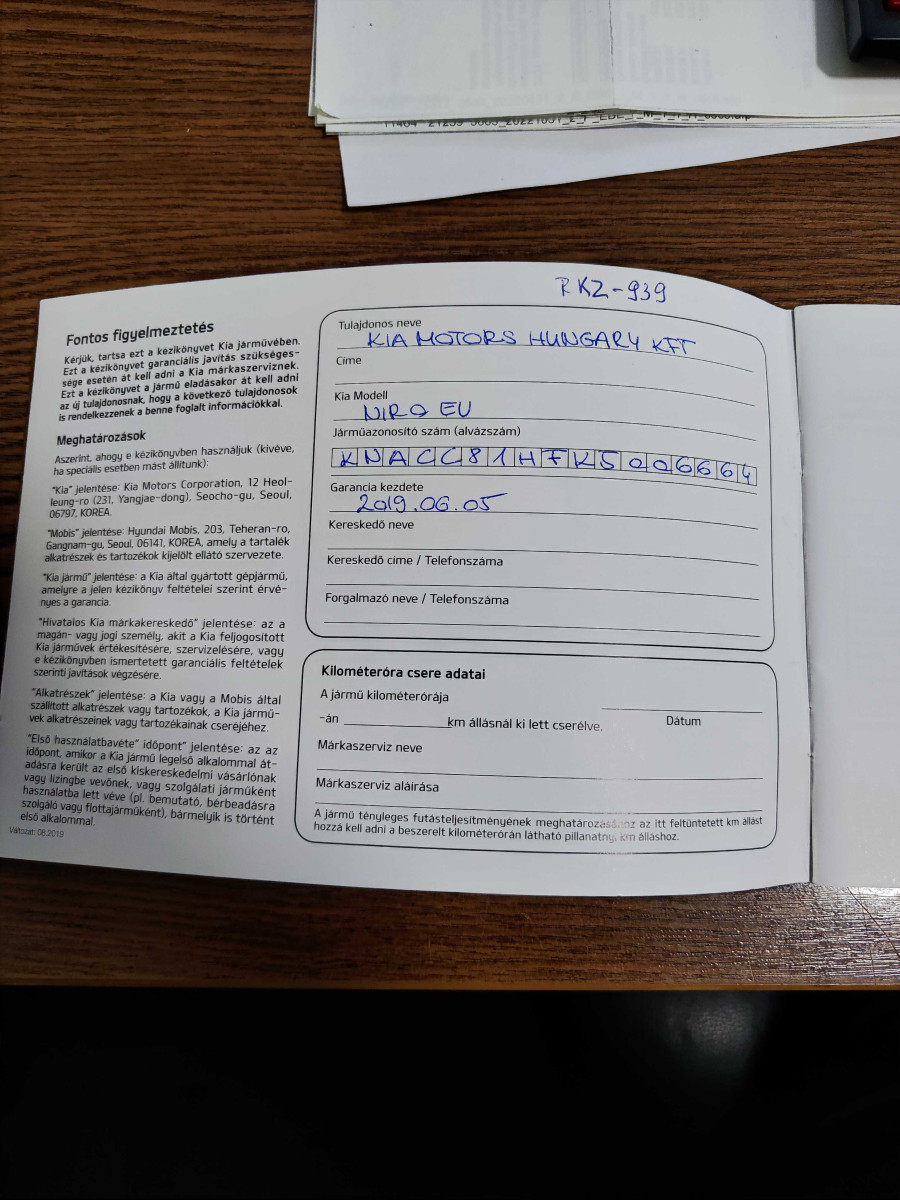 RKZ-939
Fontos figyelmeztetés
Kérjük, tartsa ezt a kézikönyvet Kia járművében.
Ezt a kézikönyvet garanciális javítás szükséges-
sége esetén át kell adni a Kia márkaszerviznek.
Ezt a kézikönyvet a jármű eladásakor át kell adni
az új tulajdonosnak, hogy a következő tulajdonosok
is rendelkezzenek a benne foglalt információkkal.
Meghatározások
Aszerint, ahogy e kézikönyvben használjuk (kivéve,
ha speciális esetben mást állítunk):
"Kia" jelentése: Kia Motors Corporation, 12 Heol-
leung-ro (231, Yangjae-dong), Seocho-gu, Seoul,
06797, KOREA.
"Mobis" jelentése: Hyundai Mobis, 203, Teheran-ro,
Gangnam-gu, Seoul, 06141, KOREA, amely a tartalék
alkatrészek és tartozékok kijelölt ellátó szervezete.
"Kia jármű" jelentése: a Kia által gyártott gépjármű,
amelyre a jelen kézikönyv feltételei szerint érvé-
nyes a garancia.
"Hivatalos Kia márkakereskedő" jelentése: az a
magán- vagy jogi személy, akit a Kia feljogosított
Kia járművek értékesítésére, szervizelésére, vagy
e kézikönyvben ismertetett garanciális feltételek
szerinti javítások végzésére.
"Alkatrészek" jelentése: a Kia vagy a Mobis által
szállított alkatrészek vagy tartozékok, a Kia jármű-
vek alkatrészeinek vagy tartozékainak cseréjéhez.
"Első használatbavéte" időpont" jelentése: az az
időpont, amikor a Kia jármű legelső alkalommal át-
adásra került az első kiskereskedelmi vásárlónak
vagy lízingbe vevőnek, vagy szolgálati járműként
használatba lett véve (pl. bemutató, bérbeadásra
szolgáló vagy flottajárműként), bármelyik is történt
első alkalommal.
Változat: 08.2019
Tulajdonos neve
KIA MOTORS HUNGARY KFT
Címe
Kia Modell
NIRO EV
Járműazonosító szám (alvázszám)
KNACC81HFK5006664
Garancia kezdete
2019.06.05
Kereskedő neve
Kereskedő címe / Telefonszáma
Forgalmazó neve / Telefonszáma
Kilométeróra csere adatai
A jármű kilométerórája
-án km állásnál ki lett cserélve. Dátum
Márkaszerviz neve
Márkaszerviz aláírása
A jármű tényleges futásteljesítményének meghatározásához az itt feltüntetett km állást
hozzá kell adni a beszerelt kilométerórán látható pillanatny. km álláshoz.